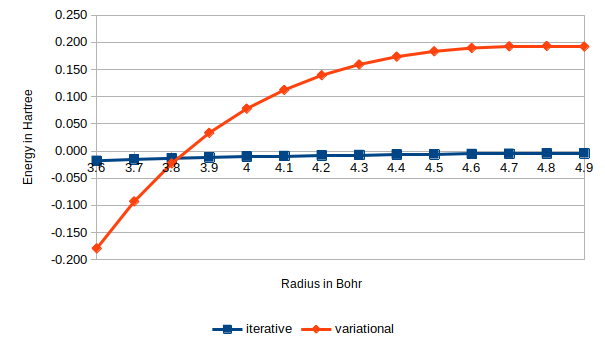 0.250
0.200
0.150
0.100
0.050
0.000
-0.050
-0.100
-0.150
-0.200
Energy in Hartree
3.6 3.7 3.8 3.9 4 4.1 4.2 4.3 4.4 4.5 4.6 4.7 4.8 4.9
Radius in Bohr
iterative variational